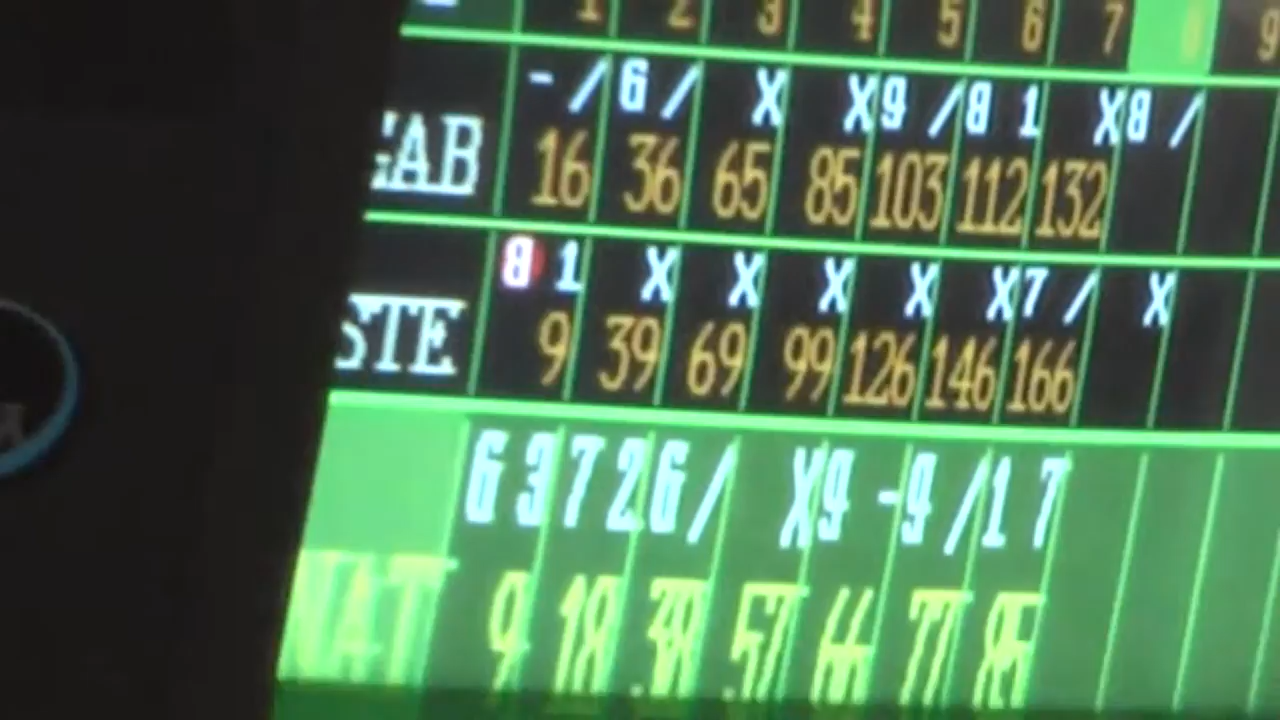 1 2 3 4 5 6 7 8 9
- / 6 / X X 9 / 8 1 X 8 /
GAB 16 36 65 85 103 112 132
8 1 X X X X X 7 / X
STE 9 39 69 99 126 146 166
6 3 7 2 6 / X 9 - 9 / 1 7
NAT 9 18 38 57 66 77 85